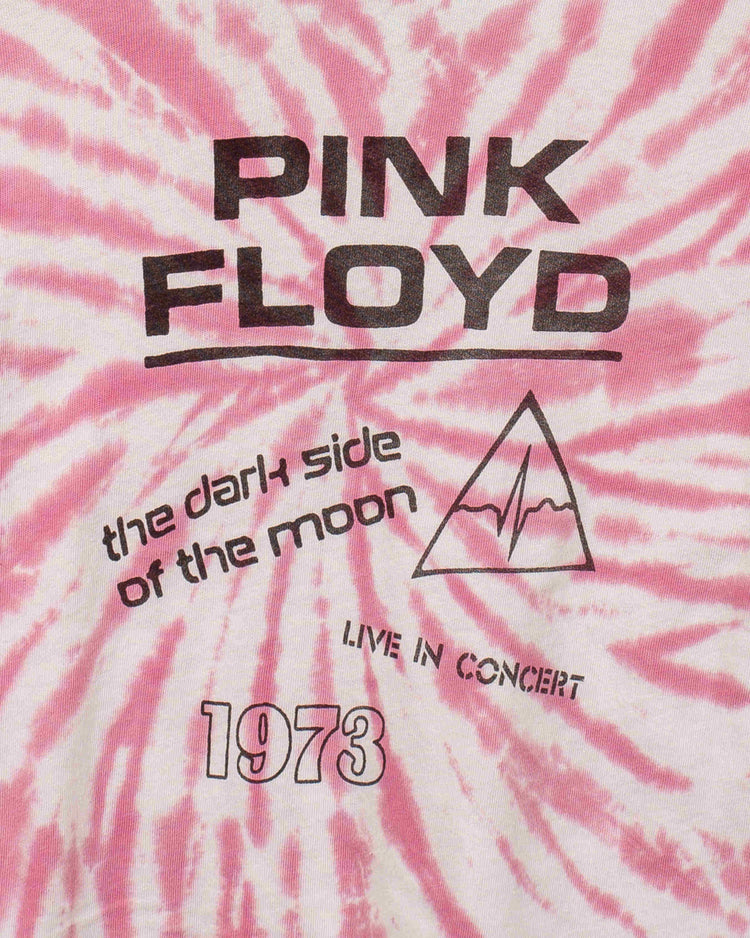 PINK
FLOYD
the dark side
of the moon
LIVE IN CONCERT
1973